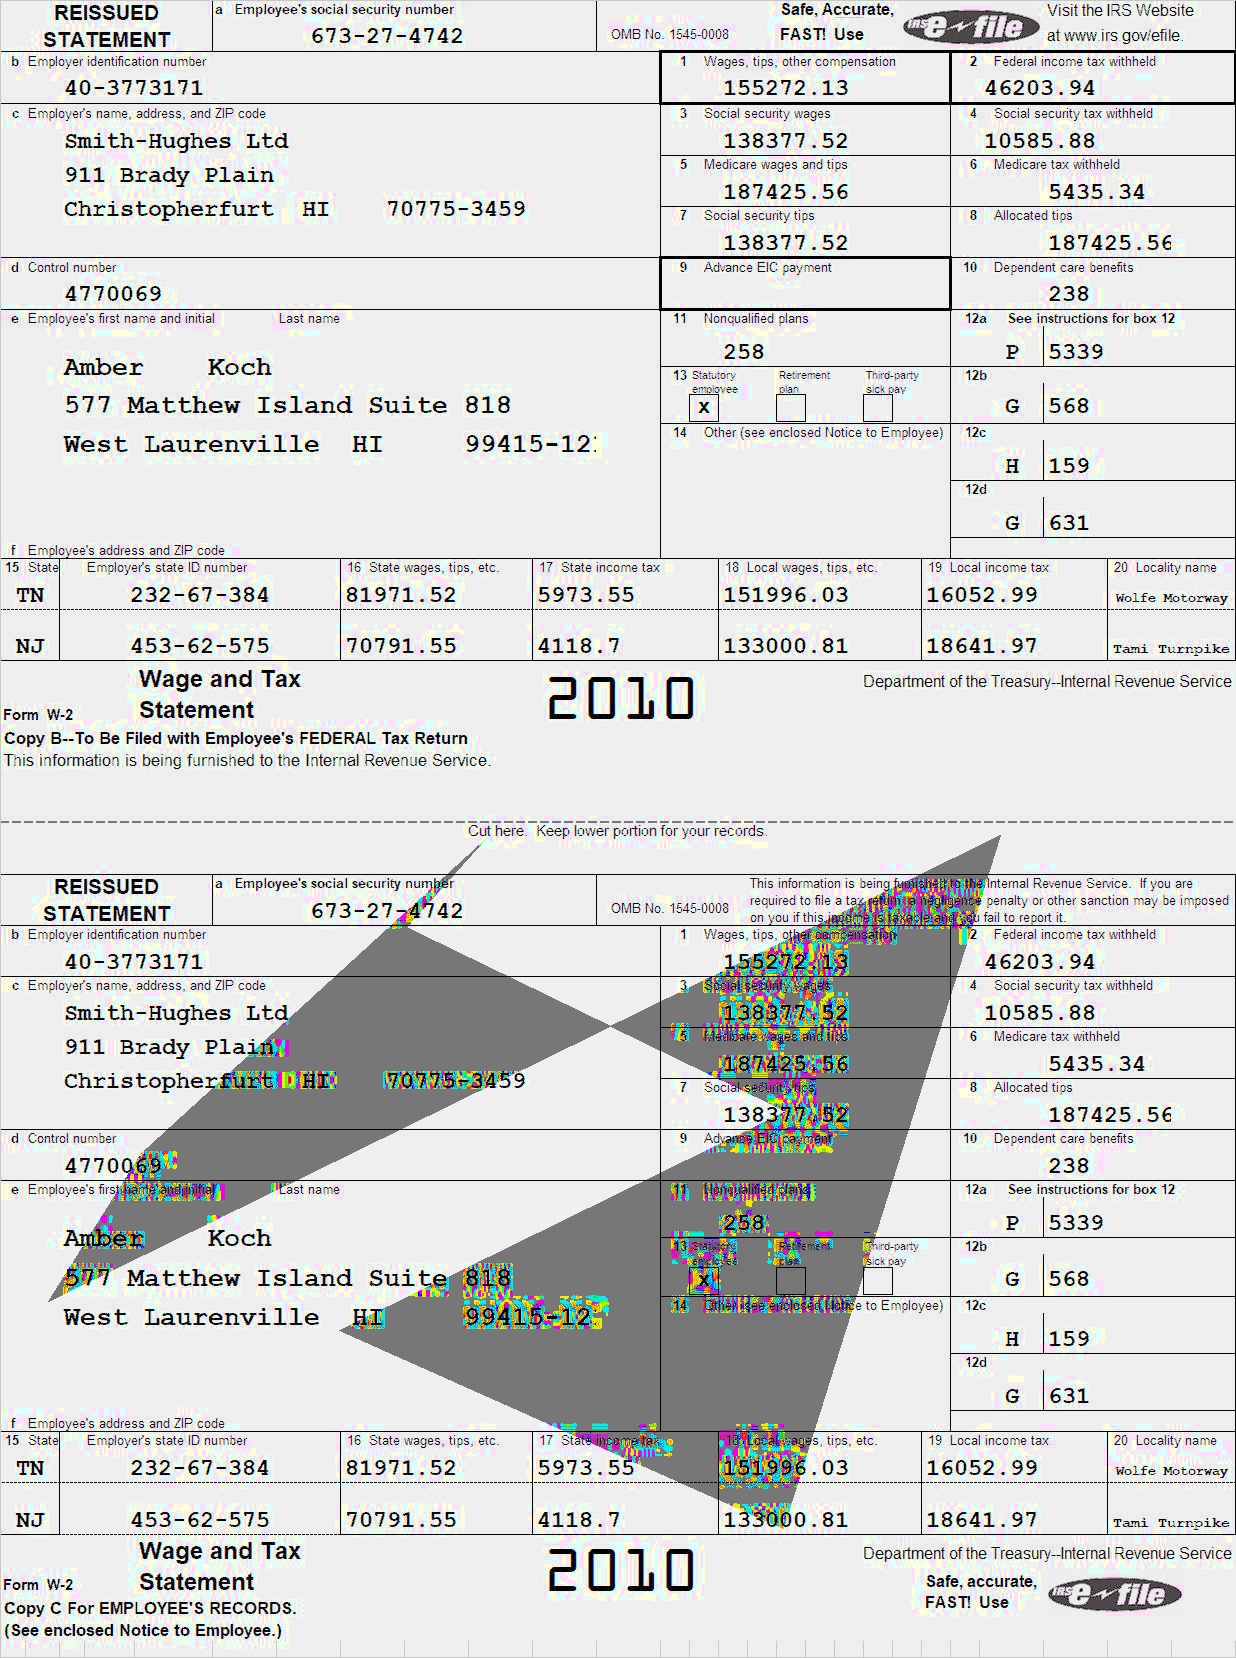 REISSUED STATEMENT
a Employee's social security number
673-27-4742
OMB No. 1545-0008
Safe, Accurate, FAST! Use
IRS e-file
Visit the IRS Website at www.irs.gov/efile.
b Employer identification number
40-3773171
1 Wages, tips, other compensation
155272.13
2 Federal income tax withheld
46203.94
c Employer's name, address, and ZIP code
Smith-Hughes Ltd
911 Brady Plain
Christopherfurt HI 70775-3459
3 Social security wages
138377.52
4 Social security tax withheld
10585.88
5 Medicare wages and tips
187425.56
6 Medicare tax withheld
5435.34
7 Social security tips
138377.52
8 Allocated tips
187425.56
d Control number
4770069
9 Advance EIC payment
10 Dependent care benefits
238
e Employee's first name and initial Last name
Amber Koch
577 Matthew Island Suite 818
West Laurenville HI 99415-12
11 Nonqualified plans
258
12a See instructions for box 12
P 5339
13 Statutory employee Retirement plan Third-party sick pay
X
12b
G 568
14 Other (see enclosed Notice to Employee)
12c
H 159
12d
G 631
f Employee's address and ZIP code
15 State Employer's state ID number 16 State wages, tips, etc. 17 State income tax 18 Local wages, tips, etc. 19 Local income tax 20 Locality name
TN 232-67-384 81971.52 5973.55 151996.03 16052.99 Wolfe Motorway
NJ 453-62-575 70791.55 4118.7 133000.81 18641.97 Tami Turnpike
Form W-2 Wage and Tax Statement
2010
Department of the Treasury--Internal Revenue Service
Copy B--To Be Filed with Employee's FEDERAL Tax Return
This information is being furnished to the Internal Revenue Service.
Cut here. Keep lower portion for your records.
REISSUED STATEMENT
a Employee's social security number
673-27-4742
OMB No. 1545-0008
This information is being furnished to the Internal Revenue Service. If you are
required to file a tax return, a negligence penalty or other sanction may be imposed
on you if this income is taxable and you fail to report it.
b Employer identification number
40-3773171
1 Wages, tips, other compensation
155272.13
2 Federal income tax withheld
46203.94
c Employer's name, address, and ZIP code
Smith-Hughes Ltd
911 Brady Plain
Christopherfurt HI 70775-3459
3 Social security wages
138377.52
4 Social security tax withheld
10585.88
5 Medicare wages and tips
187425.56
6 Medicare tax withheld
5435.34
7 Social security tips
138377.52
8 Allocated tips
187425.56
d Control number
4770069
9 Advance EIC payment
10 Dependent care benefits
238
e Employee's first name and initial Last name
Amber Koch
577 Matthew Island Suite 818
West Laurenville HI 99415-12
11 Nonqualified plans
258
12a See instructions for box 12
P 5339
13 Statutory employee Retirement plan Third-party sick pay
X
12b
G 568
14 Other (see enclosed Notice to Employee)
12c
H 159
12d
G 631
f Employee's address and ZIP code
15 State Employer's state ID number 16 State wages, tips, etc. 17 State income tax 18 Local wages, tips, etc. 19 Local income tax 20 Locality name
TN 232-67-384 81971.52 5973.55 151996.03 16052.99 Wolfe Motorway
NJ 453-62-575 70791.55 4118.7 133000.81 18641.97 Tami Turnpike
Form W-2 Wage and Tax Statement
2010
Department of the Treasury--Internal Revenue Service
Safe, accurate, FAST! Use
IRS e-file
Copy C For EMPLOYEE'S RECORDS.
(See enclosed Notice to Employee.)